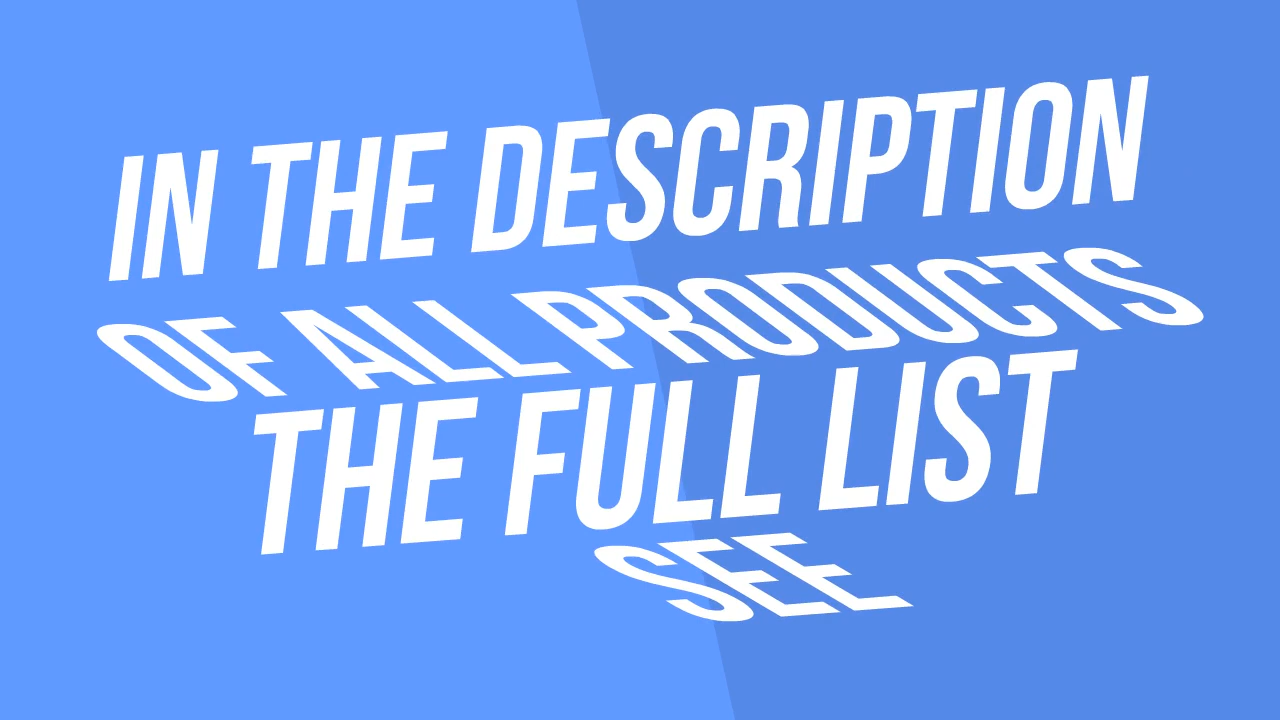 IN THE DESCRIPTION
OF ALL PRODUCTS
THE FULL LIST
SEE